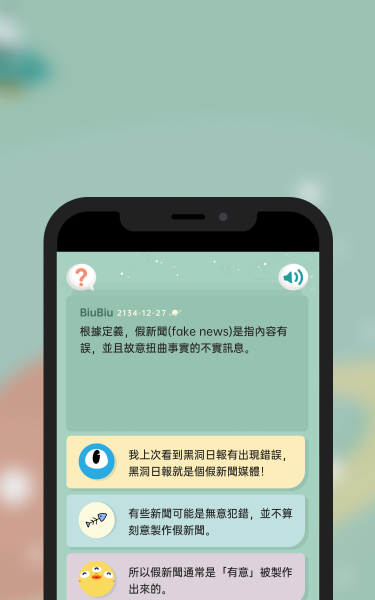 ?
BiuBiu 2134-12-27
根據定義，假新聞(fake news)是指內容有
誤，並且故意扭曲事實的不實訊息。
我上次看到黑洞日報有出現錯誤，
黑洞日報就是個假新聞媒體！
有些新聞可能是無意犯錯，並不算
刻意製作假新聞。
所以假新聞通常是「有意」被製作
出來的。